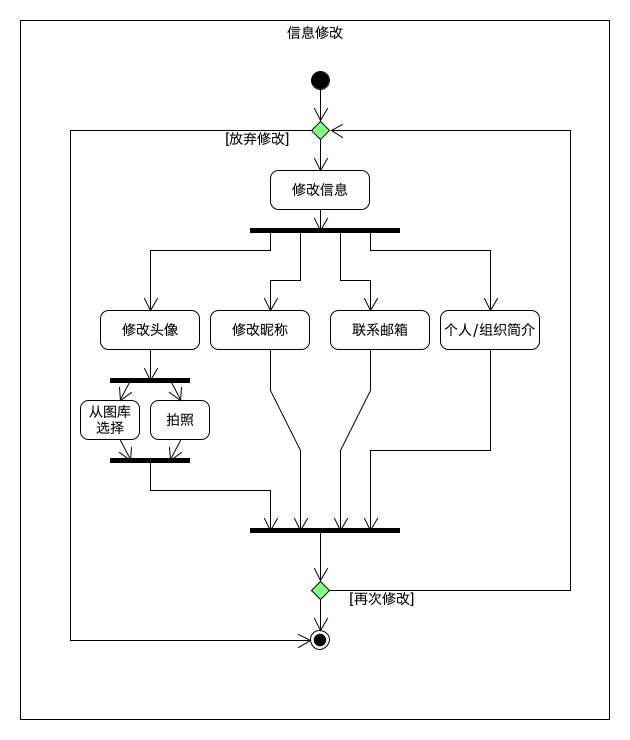 信息修改
[放弃修改]
修改信息
修改头像
修改昵称
联系邮箱
个人/组织简介
从图库
选择
拍照
[再次修改]